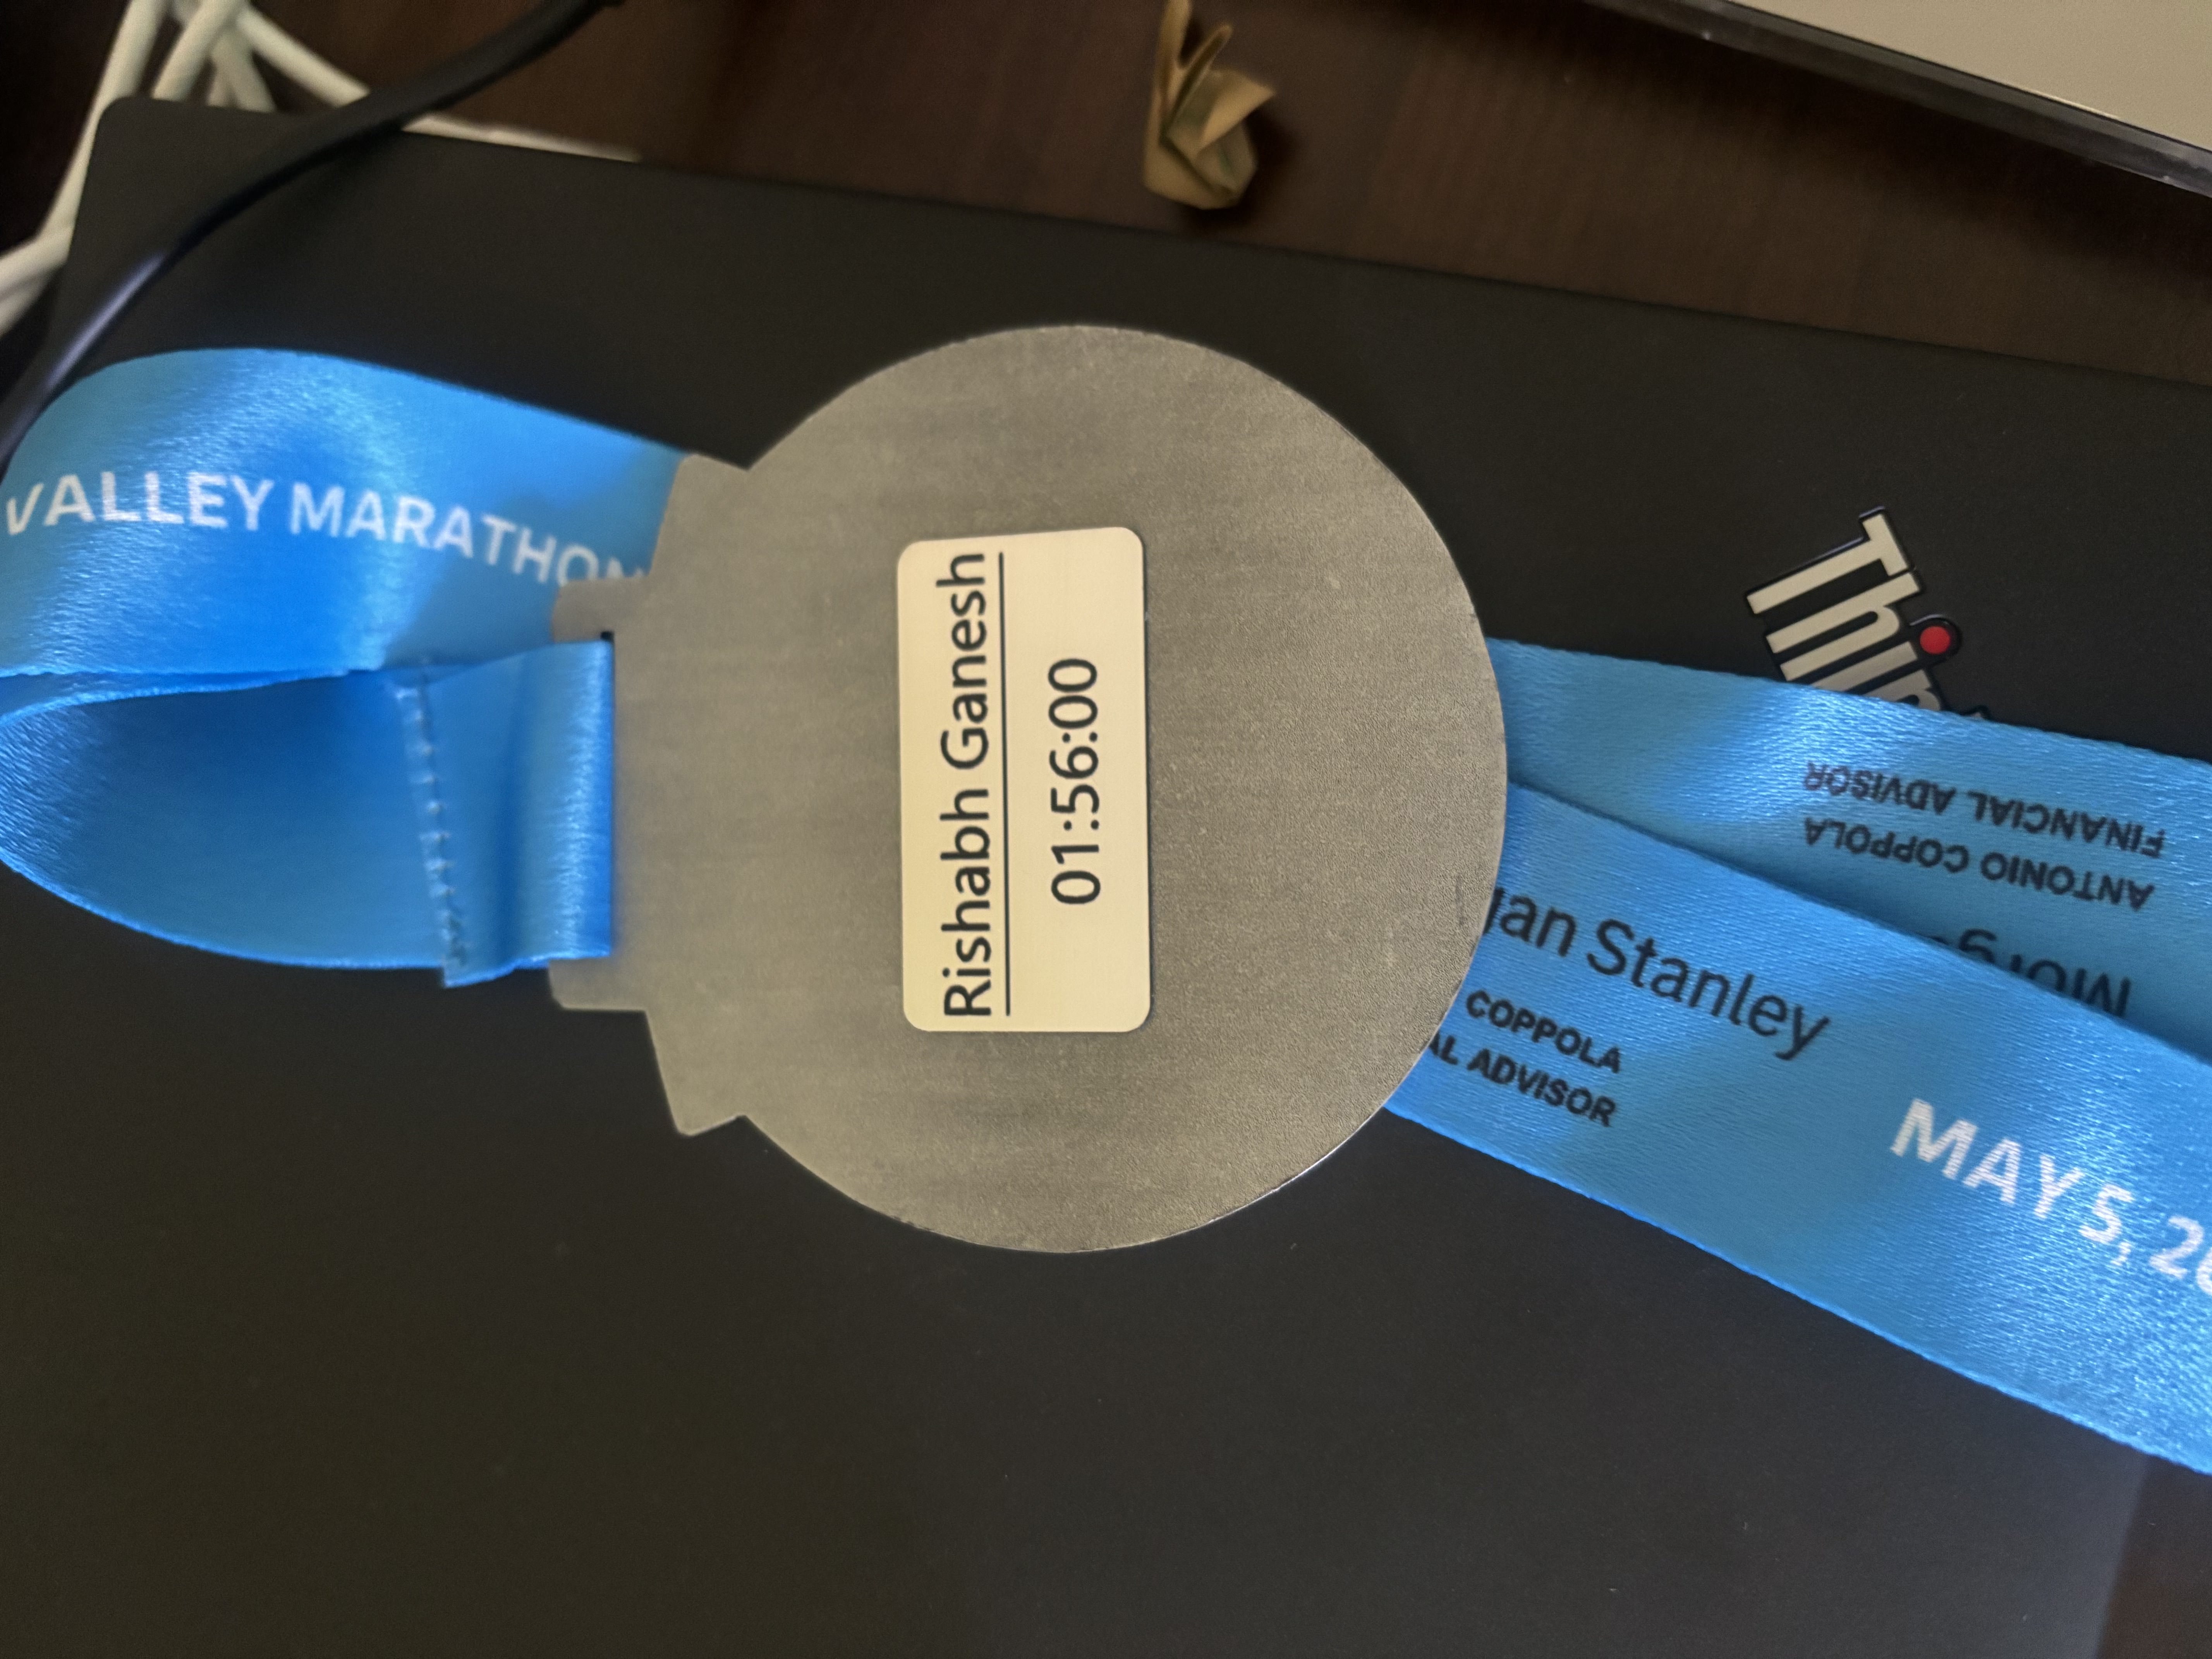 VALLEY MARATHON
Rishabh Ganesh
01:56:00
COPPOLA
ADVISOR
Stanley
MAY 5,
ANTONIO COPPOLA
FINANCIAL ADVISOR